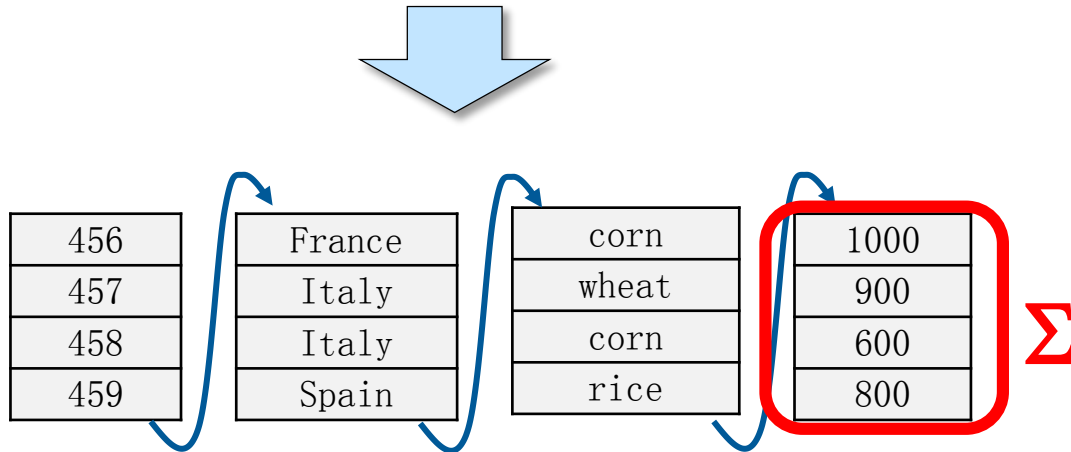 456 France corn 1000
457 Italy wheat 900
458 Italy corn 600
459 Spain rice 800
Σ